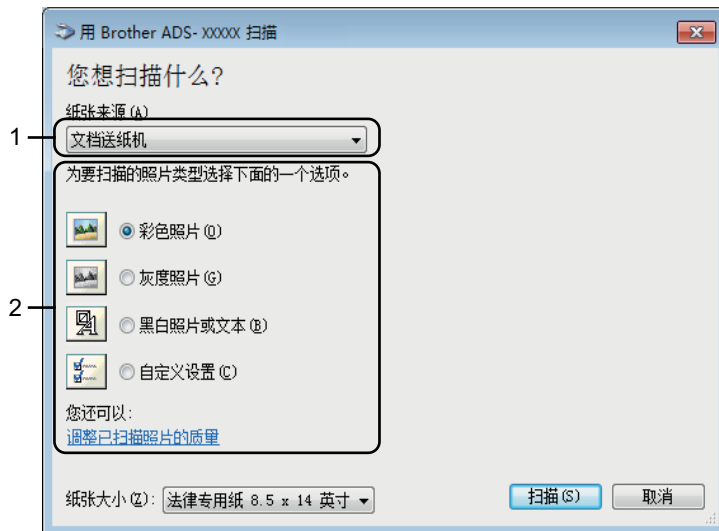 用 Brother ADS- XXXXX 扫描
您想扫描什么?
纸张来源(A)
1
文档送纸机
为要扫描的照片类型选择下面的一个选项。
彩色照片(O)
灰度照片(G)
2
黑白照片或文本(B)
自定义设置(C)
您还可以:
调整已扫描照片的质量
纸张大小(Z): 法律专用纸 8.5 x 14 英寸 扫描(S) 取消